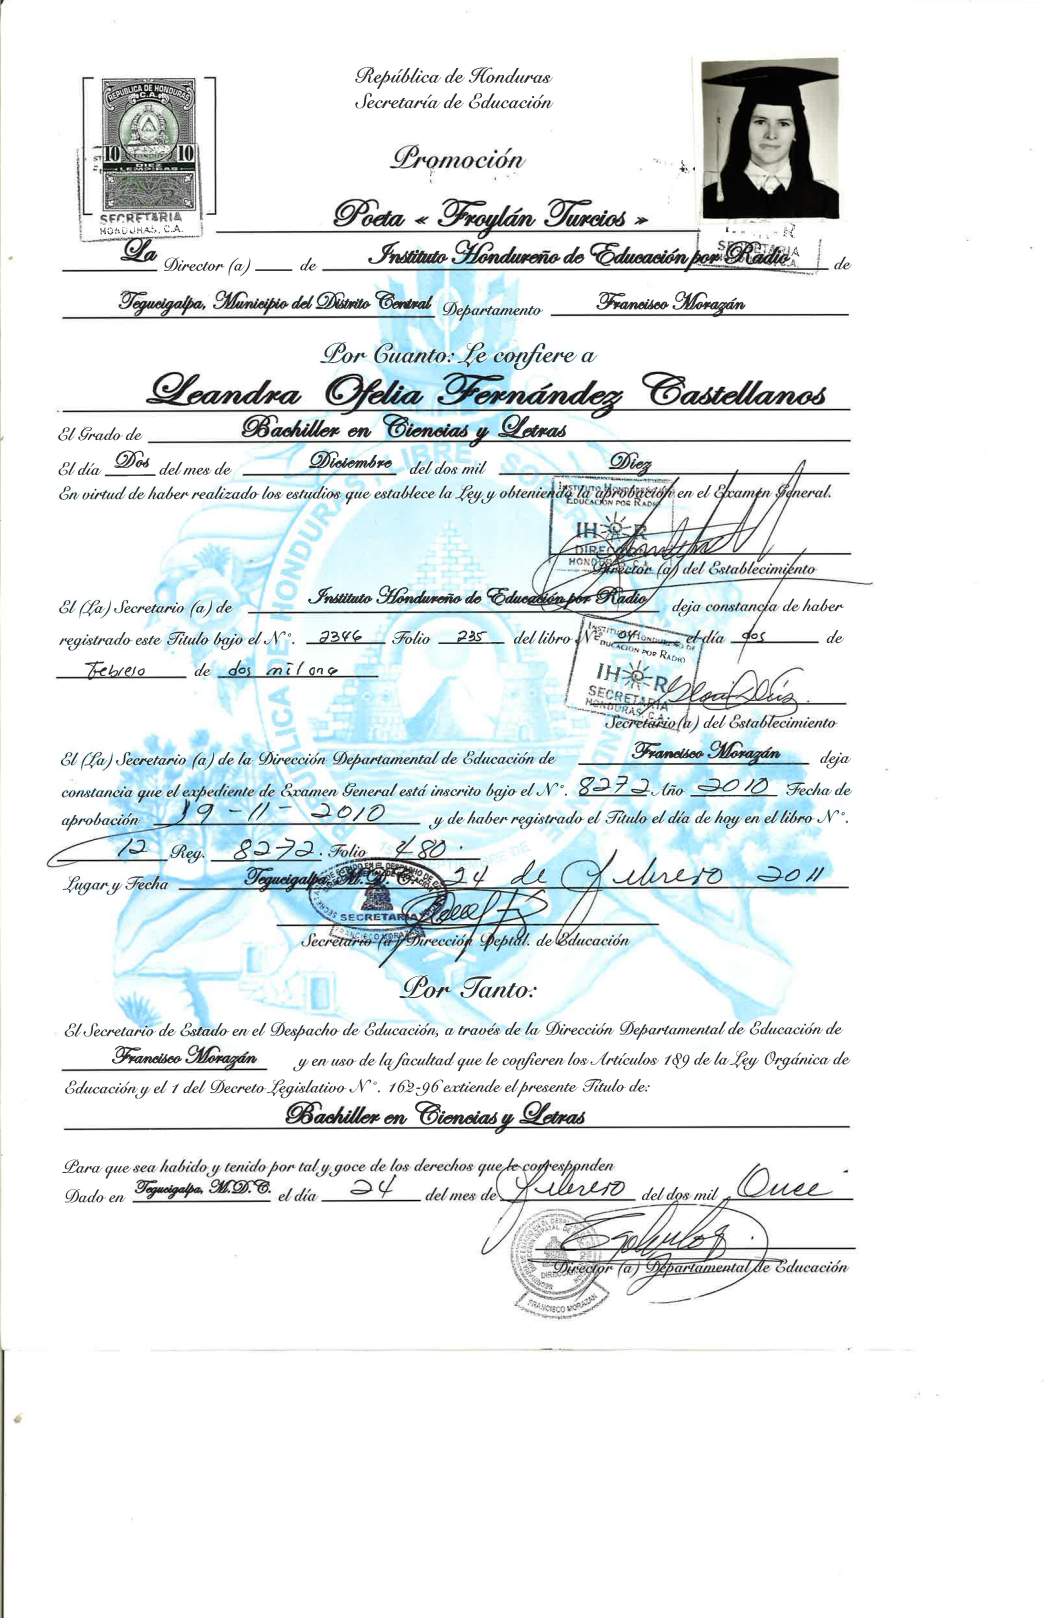 República de Honduras
Secretaría de Educación
Promoción
REPUBLICA DE HONDURAS
C.A.
10 10
DIEZ
LEMPIRAS
SECRETARIA
HONDURAS, C.A.
Poeta « Froylán Turcios »
SECRETARIA
La Director (a) ____ de Instituto Hondureño de Educación por Radio de
Tegucigalpa, Municipio del Distrito Central Departamento Francisco Morazán
Por Cuanto: Le confiere a
Leandra Ofelia Fernández Castellanos
El Grado de Bachiller en Ciencias y Letras
El día Dos del mes de Diciembre del dos mil Diez
En virtud de haber realizado los estudios que establece la Ley y obteniendo la aprobación en el Examen General.
INSTITUTO HONDUREÑO DE
EDUCACION POR RADIO
IH R
DIRECCION
HONDURAS, C.A.
Director (a) del Establecimiento
El (La) Secretario (a) de Instituto Hondureño de Educación por Radio deja constancia de haber
registrado este Título bajo el N°. 2346 Folio 235 del libro N° 04 el día dos de
Febrero de dos mil once
INSTITUTO HONDUREÑO DE
EDUCACION POR RADIO
IH R
SECRETARIA
HONDURAS, C.A.
Secretario (a) del Establecimiento
El (La) Secretario (a) de la Dirección Departamental de Educación de Francisco Morazán deja
constancia que el expediente de Examen General está inscrito bajo el N°. 8272 Año 2010 Fecha de
aprobación 19-11-2010 y de haber registrado el Título el día de hoy en el libro N°.
12 Reg. 8272. Folio 480.
Lugar y Fecha Tegucigalpa, M.D.C. 24 de febrero 2011
SECRETARIA
FRANCISCO MORAZAN
Secretario (a) Dirección Deptal. de Educación
Por Tanto:
El Secretario de Estado en el Despacho de Educación, a través de la Dirección Departamental de Educación de
Francisco Morazán y en uso de la facultad que le confieren los Artículos 189 de la Ley Orgánica de
Educación y el 1 del Decreto Legislativo N°. 162-96 extiende el presente Título de:
Bachiller en Ciencias y Letras
Para que sea habido y tenido por tal y goce de los derechos que le corresponden
Dado en Tegucigalpa, M.D.C. el día 24 del mes de febrero del dos mil Once
FRANCISCO MORAZAN
Director (a) Departamental de Educación